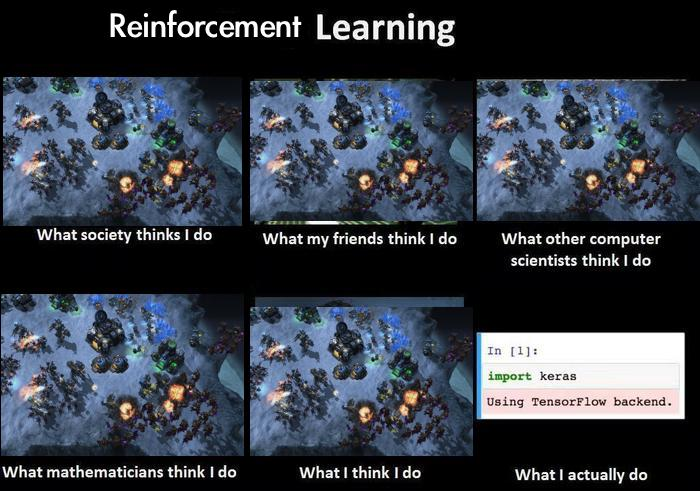 Reinforcement Learning
What society thinks I do
What my friends think I do
What other computer
scientists think I do
What mathematicians think I do
What I think I do
In [1]:
import keras
Using TensorFlow backend.
What I actually do